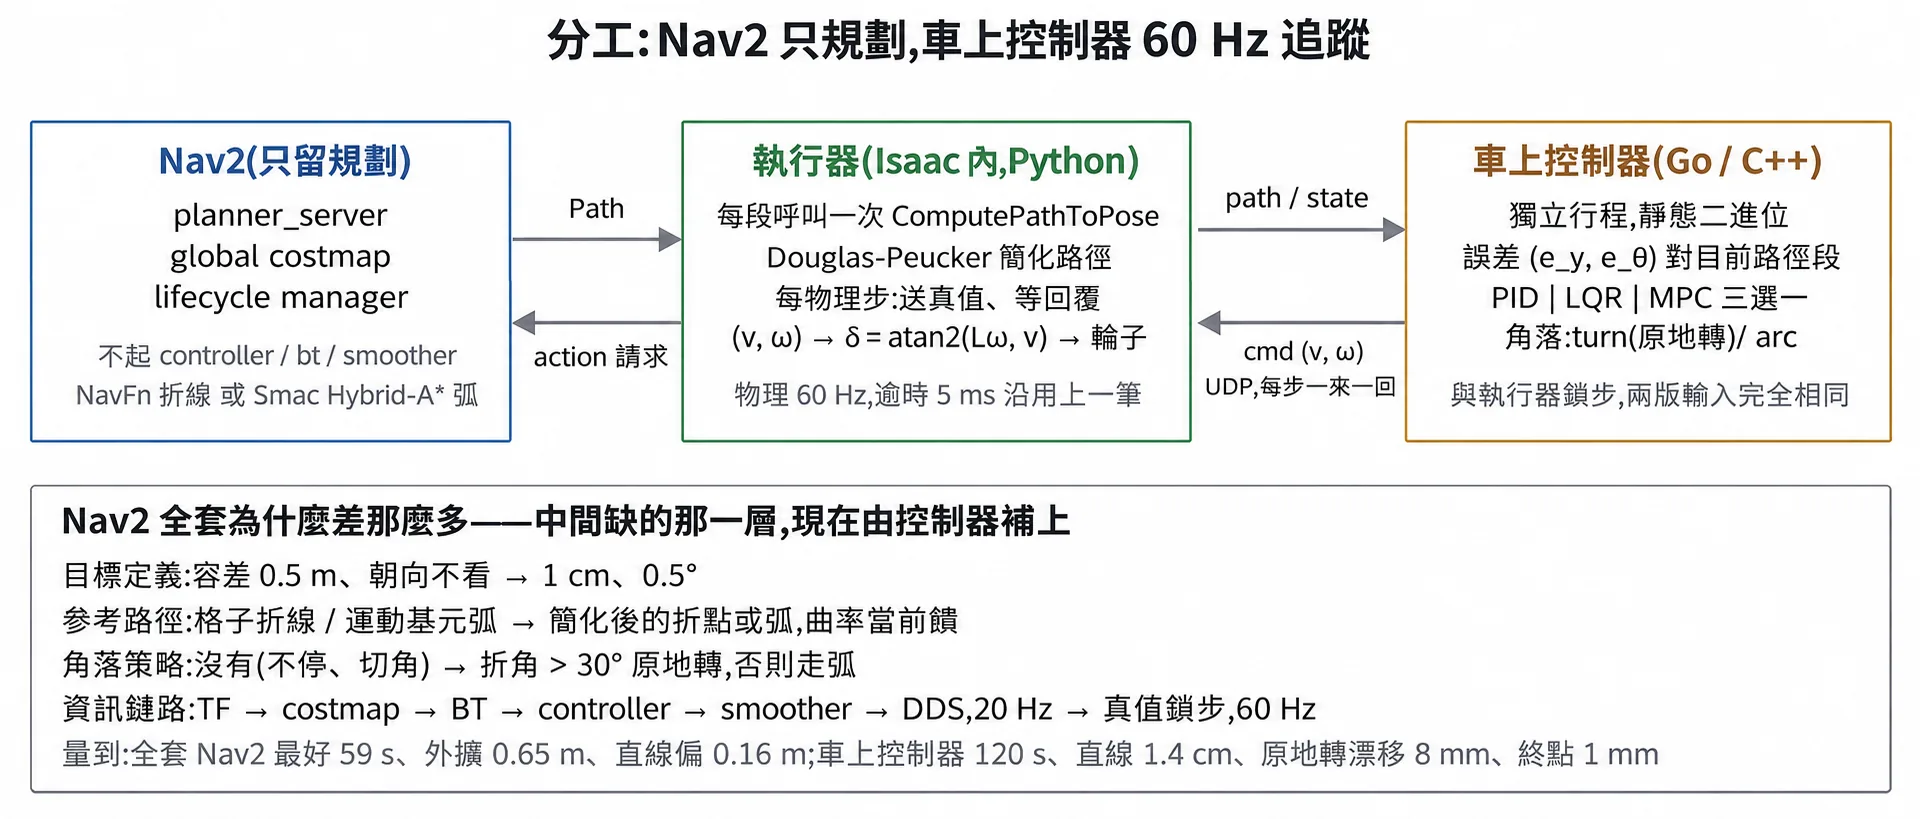 分工:Nav2 只規劃,車上控制器 60 Hz 追蹤
Nav2(只留規劃)
planner_server
global costmap
lifecycle manager
不起 controller / bt / smoother
NavFn 折線 或 Smac Hybrid-A* 弧
Path
action 請求
執行器(Isaac 內,Python)
每段呼叫一次 ComputePathToPose
Douglas-Peucker 簡化路徑
每物理步:送真值、等回覆
(v, ω) → δ = atan2(Lω, v) → 輪子
物理 60 Hz,逾時 5 ms 沿用上一筆
path / state
cmd (v, ω)
UDP,每步一來一回
車上控制器(Go / C++)
獨立行程,靜態二進位
誤差 (e_y, e_θ) 對目前路徑段
PID | LQR | MPC 三選一
角落:turn(原地轉)/ arc
與執行器鎖步,兩版輸入完全相同
Nav2 全套為什麼差那麼多——中間缺的那一層,現在由控制器補上
目標定義:容差 0.5 m、朝向不看 → 1 cm、0.5°
參考路徑:格子折線 / 運動基元弧 → 簡化後的折點或弧,曲率當前饋
角落策略:沒有(不停、切角) → 折角 > 30° 原地轉,否則走弧
資訊鏈路:TF → costmap → BT → controller → smoother → DDS,20 Hz → 真值鎖步,60 Hz
量到:全套 Nav2 最好 59 s、外擴 0.65 m、直線偏 0.16 m;車上控制器 120 s、直線 1.4 cm、原地轉漂移 8 mm、終點 1 mm